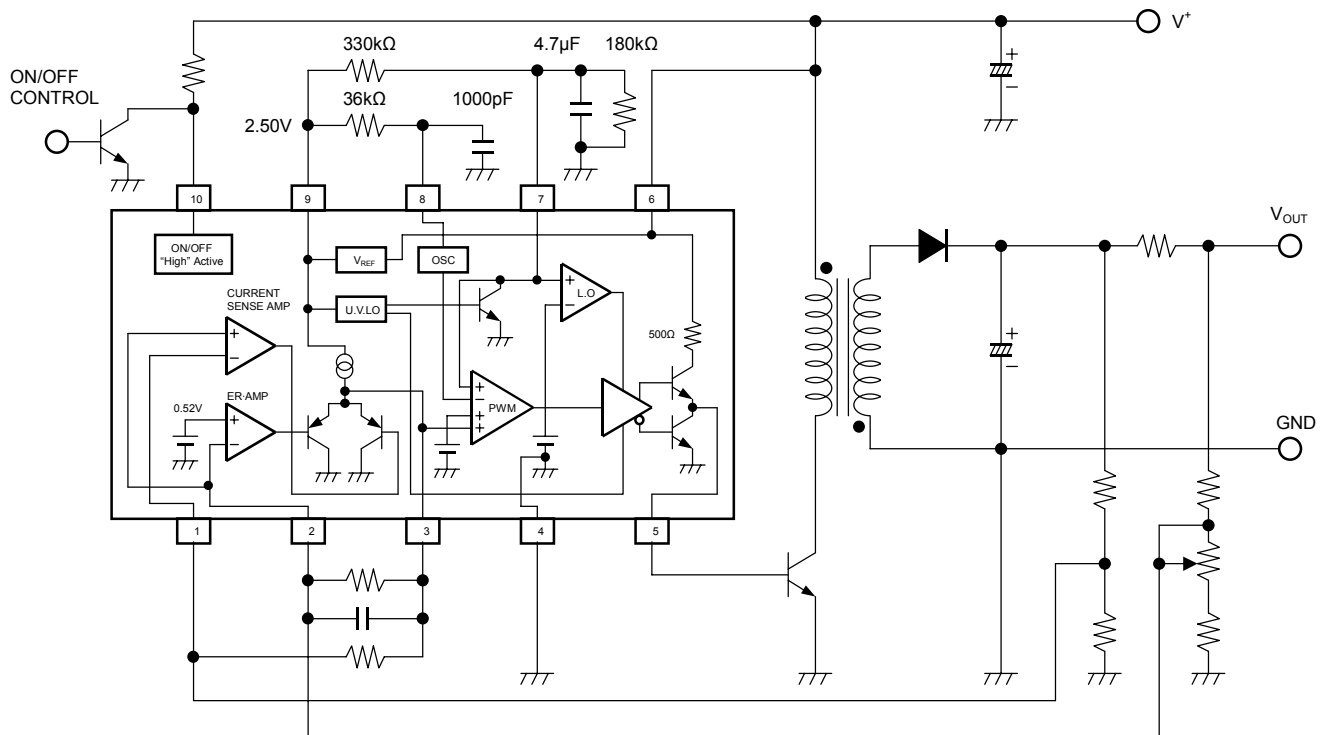 V+
330kΩ
4.7μF
180kΩ
ON/OFF
CONTROL
36kΩ
1000pF
2.50V
10
9
8
7
6
ON/OFF
“High” Active
VREF
OSC
VOUT
CURRENT
SENSE AMP
U.V.LO
+
−
L.O
500Ω
+
−
ER·AMP
0.52V
+
−
+
−
+
+
PWM
GND
1
2
3
4
5
+
−
+
−